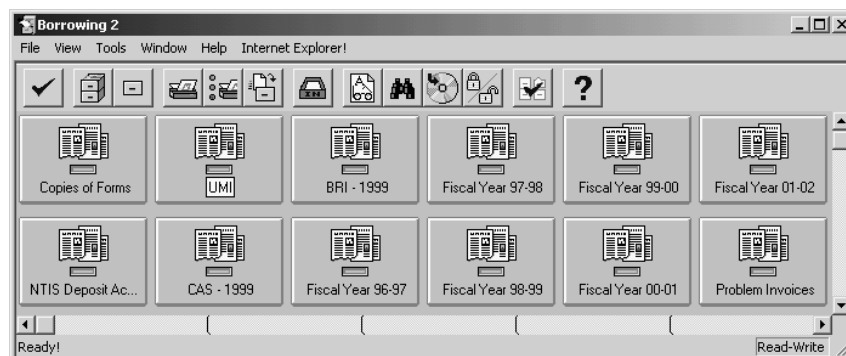 Borrowing 2
File View Tools Window Help Internet Explorer!
IN
?
Copies of Forms UMI BRI - 1999 Fiscal Year 97-98 Fiscal Year 99-00 Fiscal Year 01-02
NTIS Deposit Ac... CAS - 1999 Fiscal Year 96-97 Fiscal Year 98-99 Fiscal Year 00-01 Problem Invoices
Ready! Read-Write